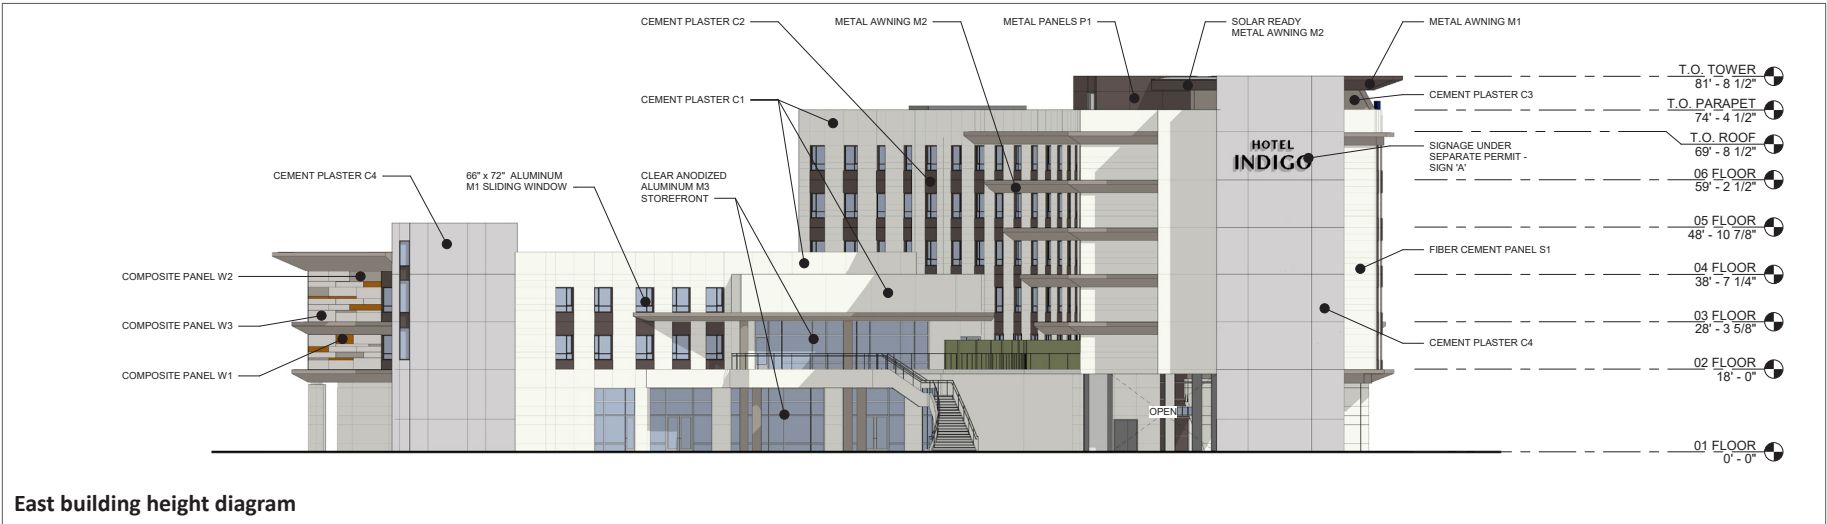 CEMENT PLASTER C2
METAL AWNING M2
METAL PANELS P1
SOLAR READY
METAL AWNING M2
METAL AWNING M1
CEMENT PLASTER C1
CEMENT PLASTER C4
66" x 72" ALUMINUM
M1 SLIDING WINDOW
CLEAR ANODIZED
ALUMINUM M3
STOREFRONT
COMPOSITE PANEL W2
COMPOSITE PANEL W3
COMPOSITE PANEL W1
HOTEL
INDIGO
OPEN
CEMENT PLASTER C3
SIGNAGE UNDER
SEPARATE PERMIT -
SIGN 'A'
FIBER CEMENT PANEL S1
CEMENT PLASTER C4
T.O. TOWER
81' - 8 1/2"
T.O. PARAPET
74' - 4 1/2"
T.O. ROOF
69' - 8 1/2"
06 FLOOR
59' - 2 1/2"
05 FLOOR
48' - 10 7/8"
04 FLOOR
38' - 7 1/4"
03 FLOOR
28' - 3 5/8"
02 FLOOR
18' - 0"
01 FLOOR
0' - 0"
East building height diagram